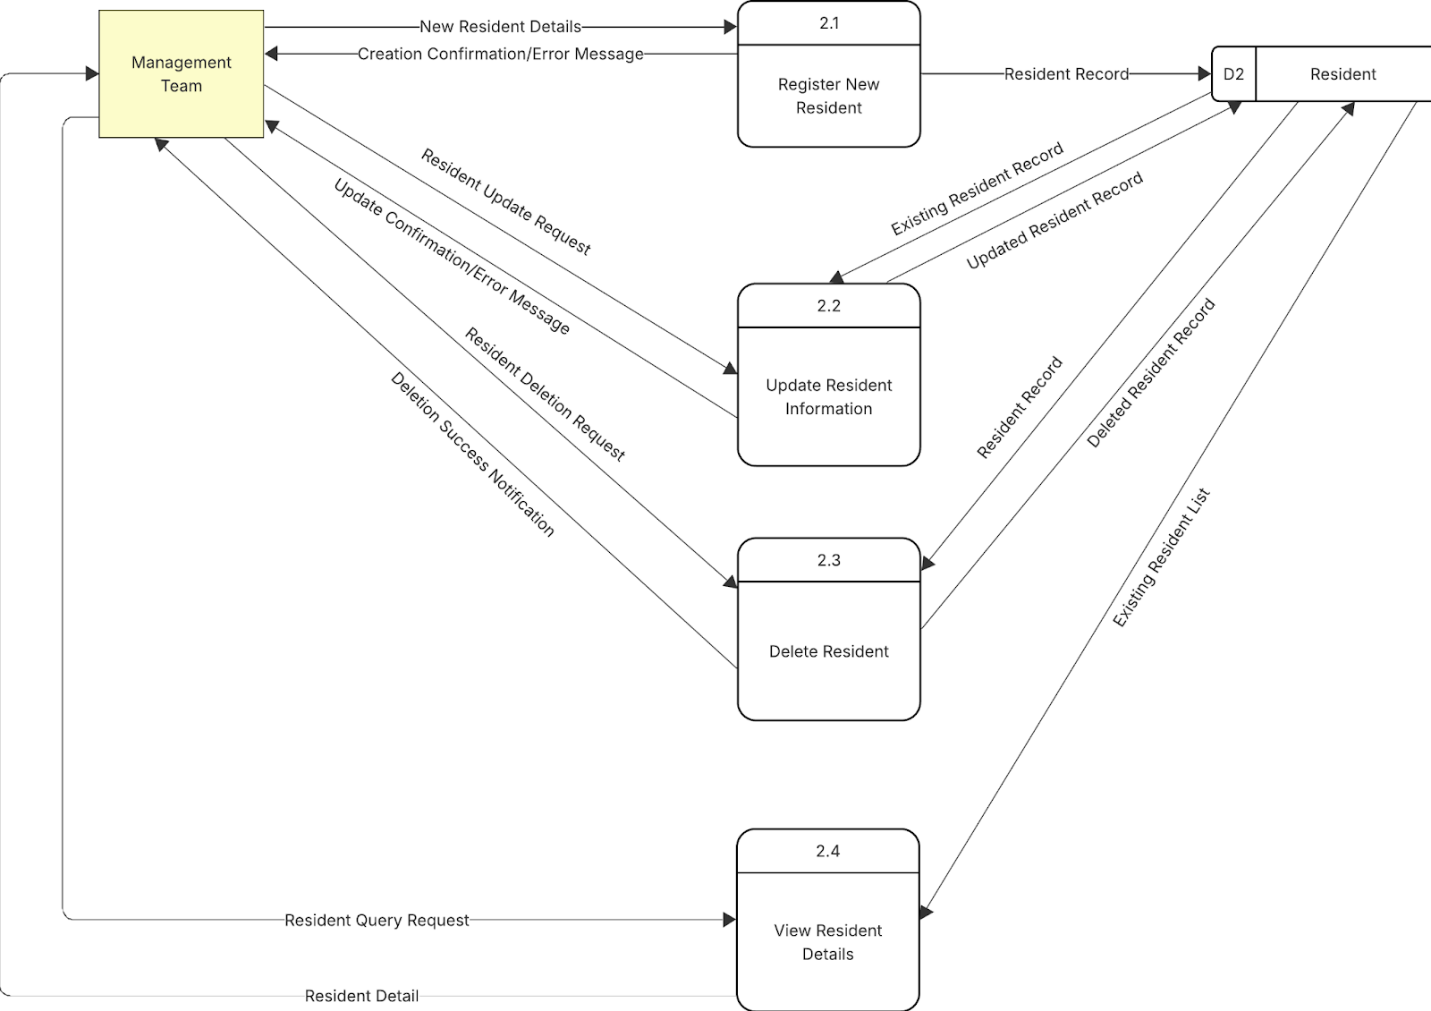 Management
Team
New Resident Details
Creation Confirmation/Error Message
2.1
Register New
Resident
Resident Record
D2
Resident
Resident Update Request
Update Confirmation/Error Message
Existing Resident Record
Updated Resident Record
2.2
Update Resident
Information
Resident Deletion Request
Deletion Success Notification
Resident Record
Deleted Resident Record
2.3
Delete Resident
Existing Resident List
2.4
View Resident
Details
Resident Query Request
Resident Detail